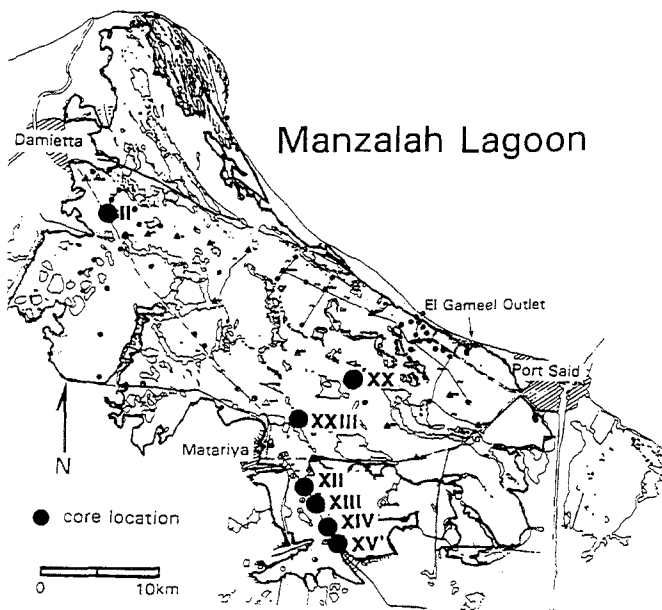 Manzalah Lagoon
Damietta
II
El Gameel Outlet
Port Said
XX
XXIII
Matariya
N
XII
XIII
XIV
XV'
core location
0 10km